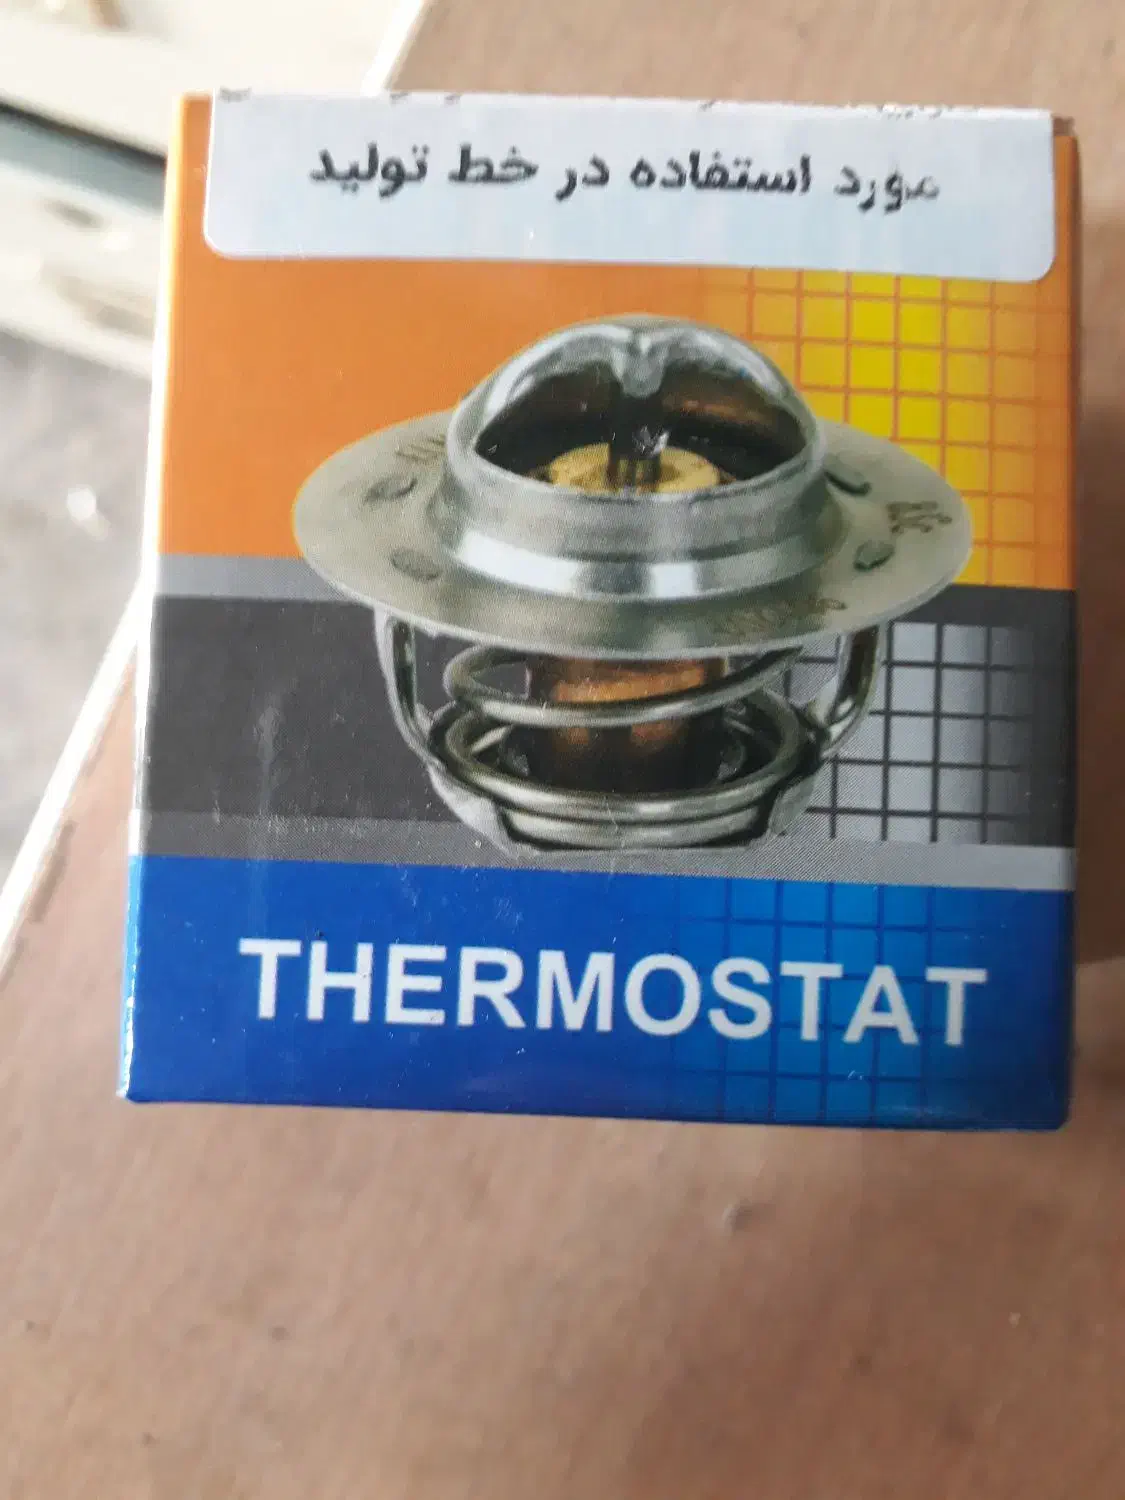 مورد استفاده در خط تولید
THERMOSTAT